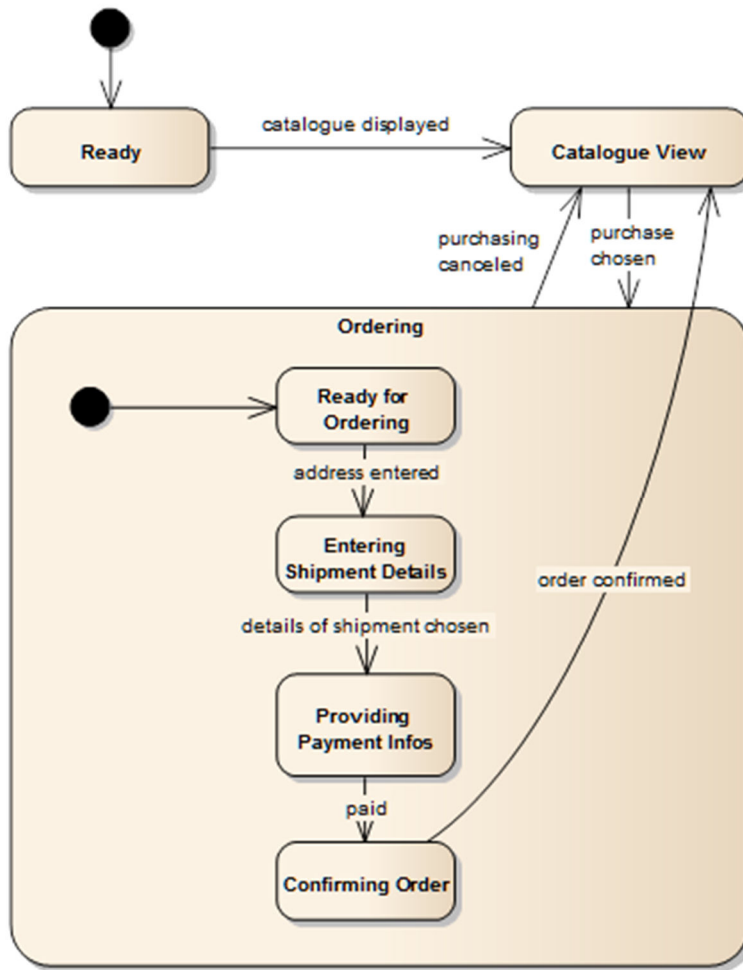 catalogue displayed
Ready
Catalogue View
purchasing
canceled
purchase
chosen
Ordering
Ready for
Ordering
address entered
Entering
Shipment Details
order confirmed
details of shipment chosen
Providing
Payment Infos
paid
Confirming Order